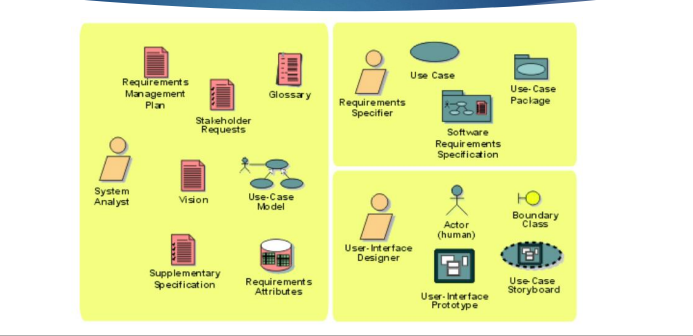 Requirements
Management
Plan
Stakeholder
Requests
Glossary
System
Analyst
Vision
Use-Case
Model
Supplementary
Specification
Requirements
Attributes
Requirements
Specifier
Use Case
Use-Case
Package
Software
Requirements
Specification
User-Interface
Designer
Actor
(human)
Boundary
Class
User-Interface
Prototype
Use-Case
Storyboard